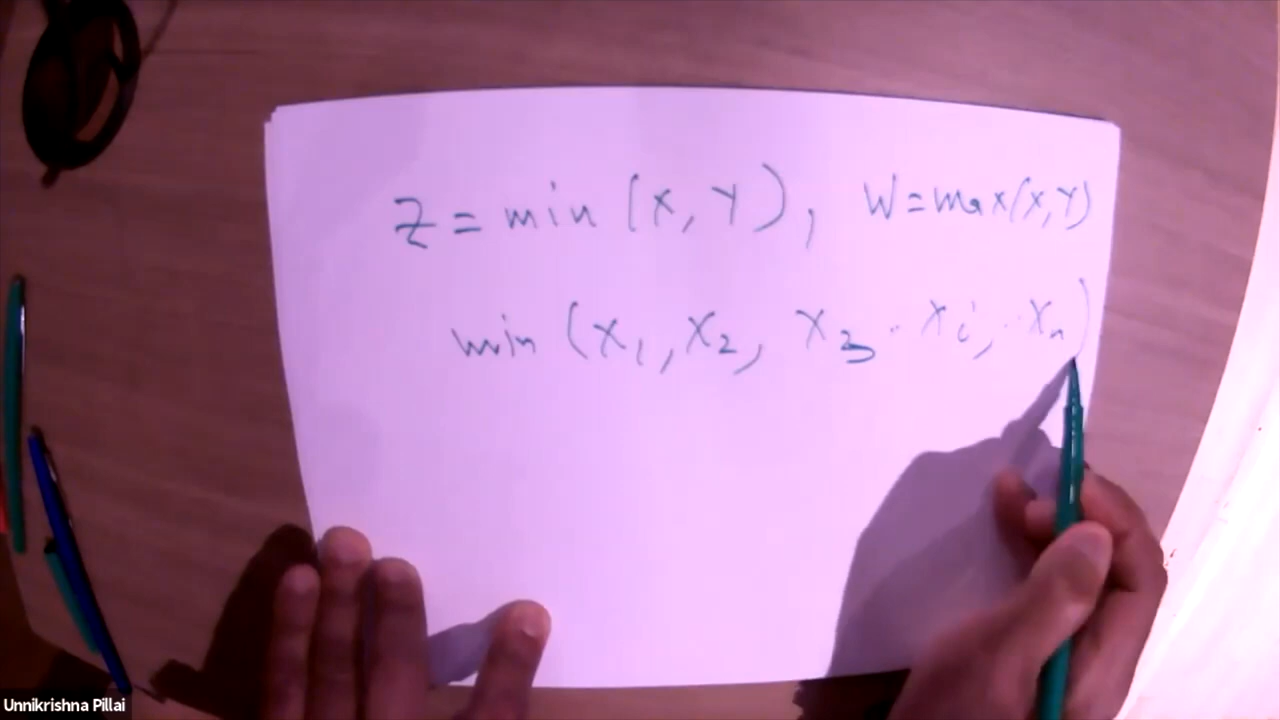 Z = min (X, Y), W = max(X, Y)
min (X₁, X₂, X₃ .. Xᵢ, .. Xₙ)
Unnikrishna Pillai